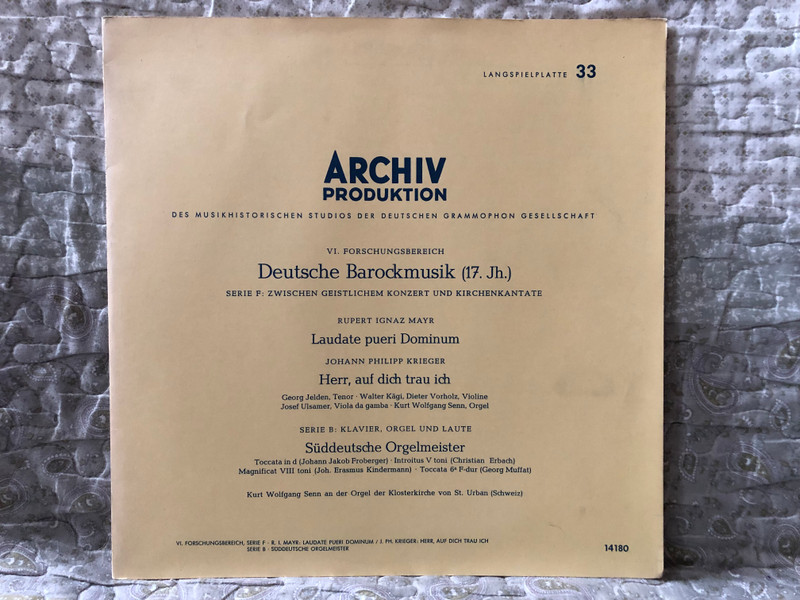 LANGSPIELPLATTE 33
ARCHIV
PRODUKTION
DES MUSIKHISTORISCHEN STUDIOS DER DEUTSCHEN GRAMMOPHON GESELLSCHAFT
VI. FORSCHUNGSBEREICH
Deutsche Barockmusik (17. Jh.)
SERIE F: ZWISCHEN GEISTLICHEM KONZERT UND KIRCHENKANTATE
RUPERT IGNAZ MAYR
Laudate pueri Dominum
JOHANN PHILIPP KRIEGER
Herr, auf dich trau ich
Georg Jelden, Tenor · Walter Kägi, Dieter Vorholz, Violine
Josef Ulsamer, Viola da gamba · Kurt Wolfgang Senn, Orgel
SERIE B: KLAVIER, ORGEL UND LAUTE
Süddeutsche Orgelmeister
Toccata in d (Johann Jakob Froberger) · Introitus V toni (Christian Erbach)
Magnificat VIII toni (Joh. Erasmus Kindermann) · Toccata 6ª F-dur (Georg Muffat)
Kurt Wolfgang Senn an der Orgel der Klosterkirche von St. Urban (Schweiz)
VI. FORSCHUNGSBEREICH, SERIE F · R. I. MAYR: LAUDATE PUERI DOMINUM / J. PH. KRIEGER: HERR, AUF DICH TRAU ICH
SERIE B · SÜDDEUTSCHE ORGELMEISTER
14180